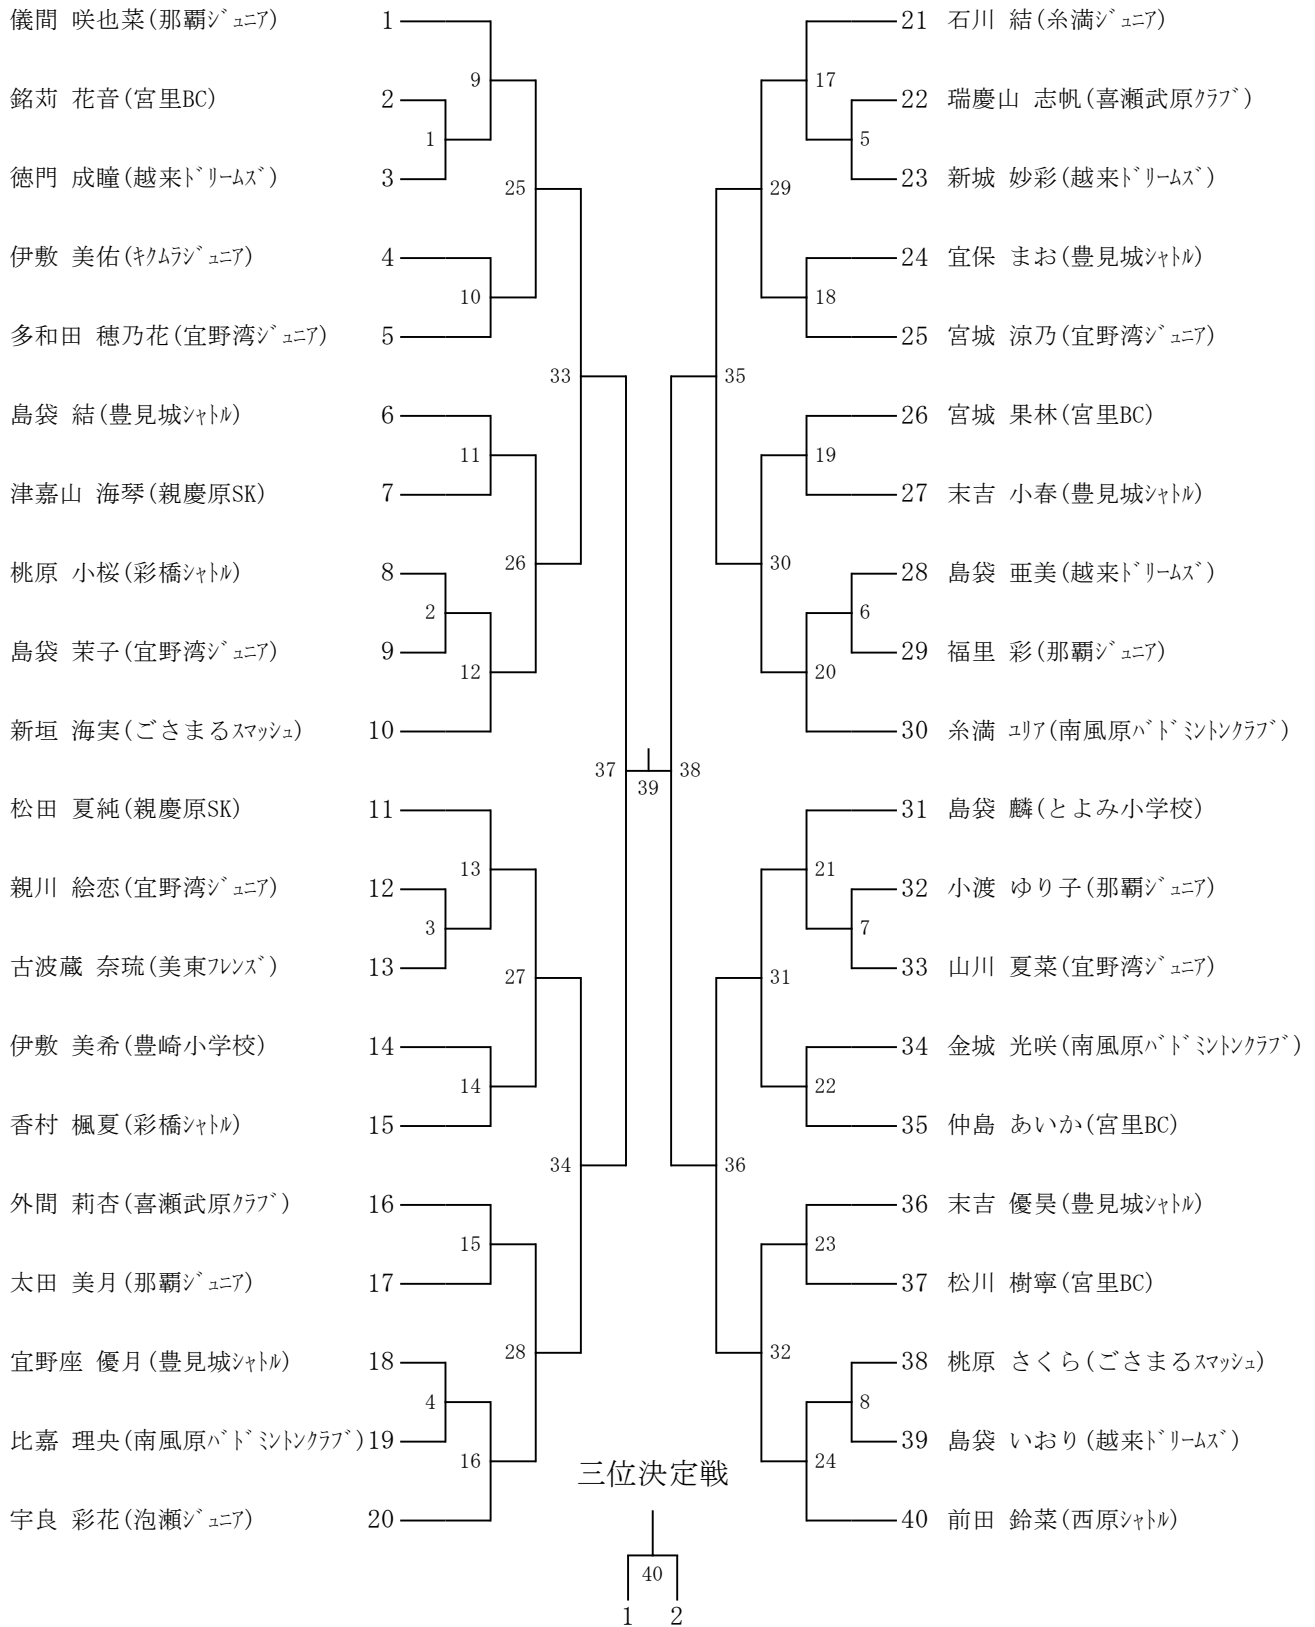 儀間 咲也菜(那覇ｼﾞｭﾆｱ) 1
銘苅 花音(宮里BC) 2
徳門 成瞳(越来ﾄﾞﾘｰﾑｽﾞ) 3
伊敷 美佑(ｷｸﾑﾗｼﾞｭﾆｱ) 4
多和田 穂乃花(宜野湾ｼﾞｭﾆｱ) 5
島袋 結(豊見城ｼｬﾄﾙ) 6
津嘉山 海琴(親慶原SK) 7
桃原 小桜(彩橋ｼｬﾄﾙ) 8
島袋 茉子(宜野湾ｼﾞｭﾆｱ) 9
新垣 海実(ごさまるｽﾏｯｼｭ) 10
松田 夏純(親慶原SK) 11
親川 絵恋(宜野湾ｼﾞｭﾆｱ) 12
古波蔵 奈琉(美東ﾌﾚﾝｽﾞ) 13
伊敷 美希(豊崎小学校) 14
香村 楓夏(彩橋ｼｬﾄﾙ) 15
外間 莉杏(喜瀬武原ｸﾗﾌﾞ) 16
太田 美月(那覇ｼﾞｭﾆｱ) 17
宜野座 優月(豊見城ｼｬﾄﾙ) 18
比嘉 理央(南風原ﾊﾞﾄﾞﾐﾝﾄﾝｸﾗﾌﾞ) 19
宇良 彩花(泡瀬ｼﾞｭﾆｱ) 20
1
2
3
4
9
10
11
12
13
14
15
16
25
26
27
28
33
34
37
39
38
35
36
29
30
31
32
17
18
19
20
21
22
23
24
5
6
7
8
21 石川 結(糸満ｼﾞｭﾆｱ)
22 瑞慶山 志帆(喜瀬武原ｸﾗﾌﾞ)
23 新城 妙彩(越来ﾄﾞﾘｰﾑｽﾞ)
24 宜保 まお(豊見城ｼｬﾄﾙ)
25 宮城 涼乃(宜野湾ｼﾞｭﾆｱ)
26 宮城 果林(宮里BC)
27 末吉 小春(豊見城ｼｬﾄﾙ)
28 島袋 亜美(越来ﾄﾞﾘｰﾑｽﾞ)
29 福里 彩(那覇ｼﾞｭﾆｱ)
30 糸満 ﾕﾘｱ(南風原ﾊﾞﾄﾞﾐﾝﾄﾝｸﾗﾌﾞ)
31 島袋 麟(とよみ小学校)
32 小渡 ゆり子(那覇ｼﾞｭﾆｱ)
33 山川 夏菜(宜野湾ｼﾞｭﾆｱ)
34 金城 光咲(南風原ﾊﾞﾄﾞﾐﾝﾄﾝｸﾗﾌﾞ)
35 仲島 あいか(宮里BC)
36 末吉 優昊(豊見城ｼｬﾄﾙ)
37 松川 樹寧(宮里BC)
38 桃原 さくら(ごさまるｽﾏｯｼｭ)
39 島袋 いおり(越来ﾄﾞﾘｰﾑｽﾞ)
40 前田 鈴菜(西原ｼｬﾄﾙ)
三位決定戦
40
1 2